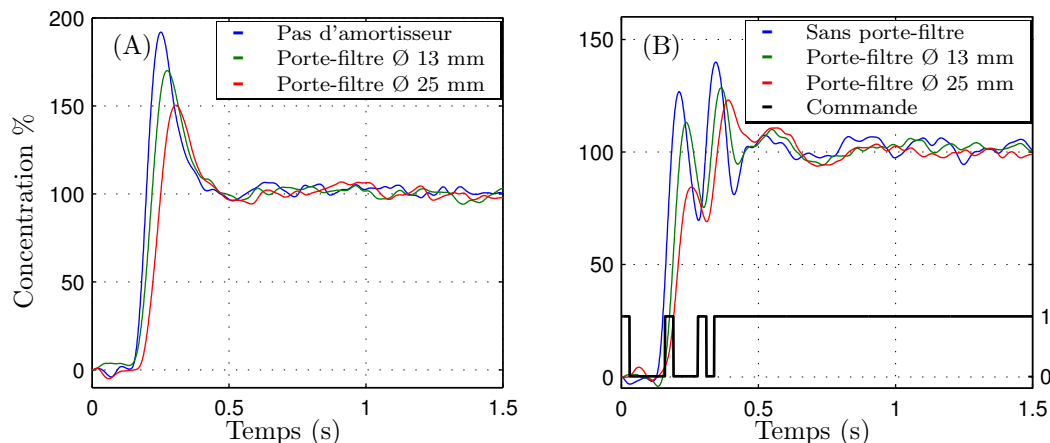 (A)
Pas d'amortisseur
Porte-filtre Ø 13 mm
Porte-filtre Ø 25 mm
200
150
100
50
0
0
0.5
1
1.5
Concentration %
Temps (s)
(B)
Sans porte-filtre
Porte-filtre Ø 13 mm
Porte-filtre Ø 25 mm
Commande
150
100
50
0
1
0
0
0.5
1
1.5
Temps (s)